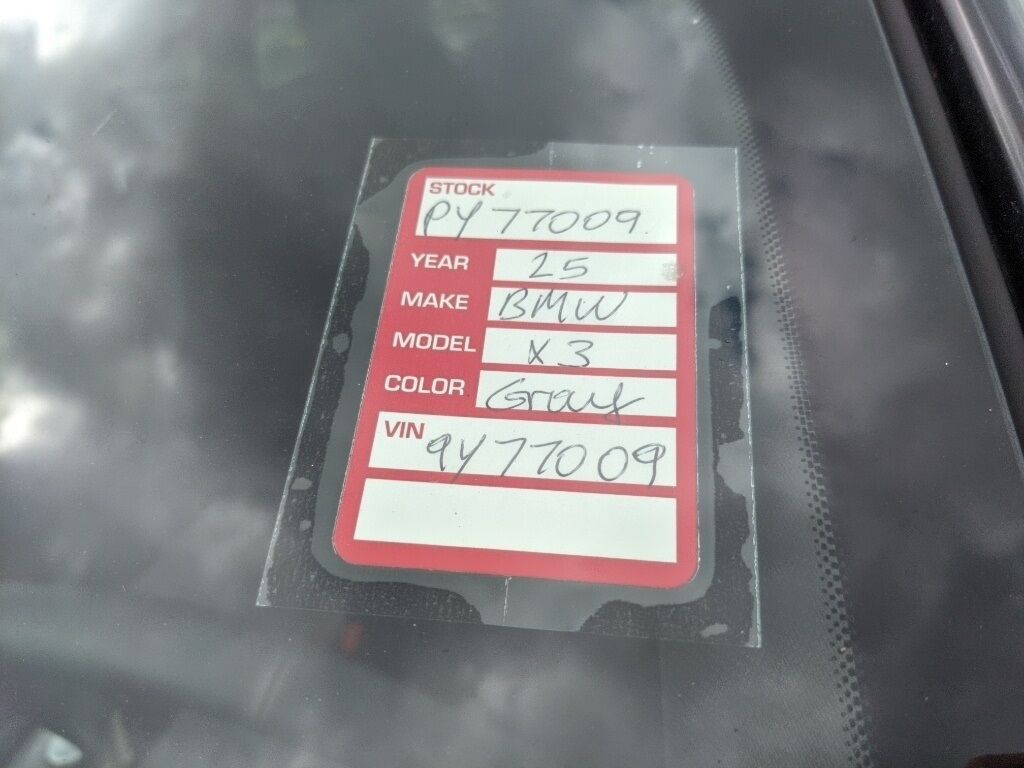 STOCK
PY77009
YEAR 25
MAKE BMW
MODEL X3
COLOR Gray
VIN 9Y77009